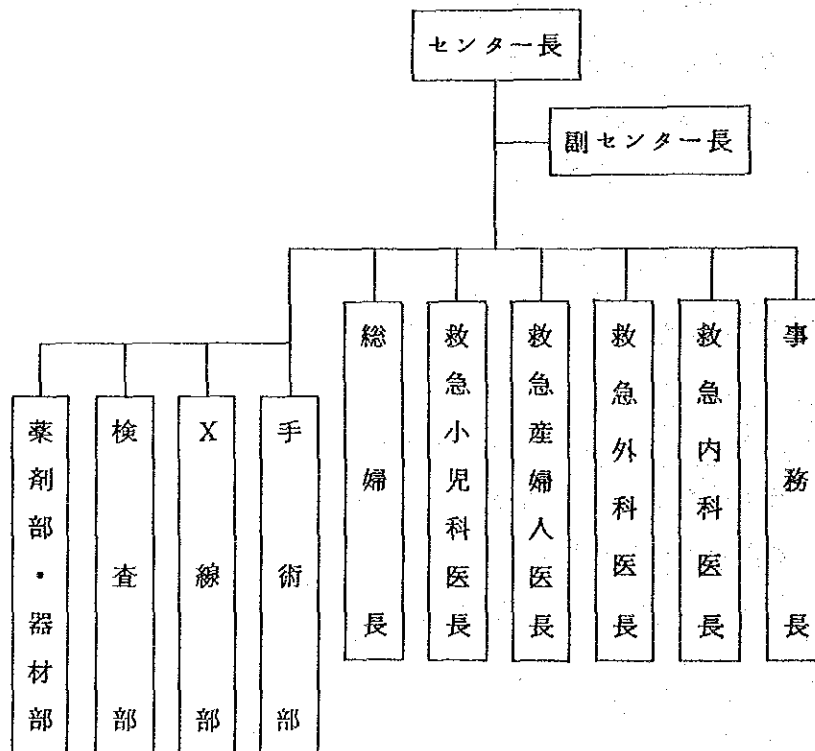 センター長
副センター長
事務長
救急内科医長
救急外科医長
救急産婦人医長
救急小児科医長
総婦長
手術部
X線部
検査部
薬剤部・器材部